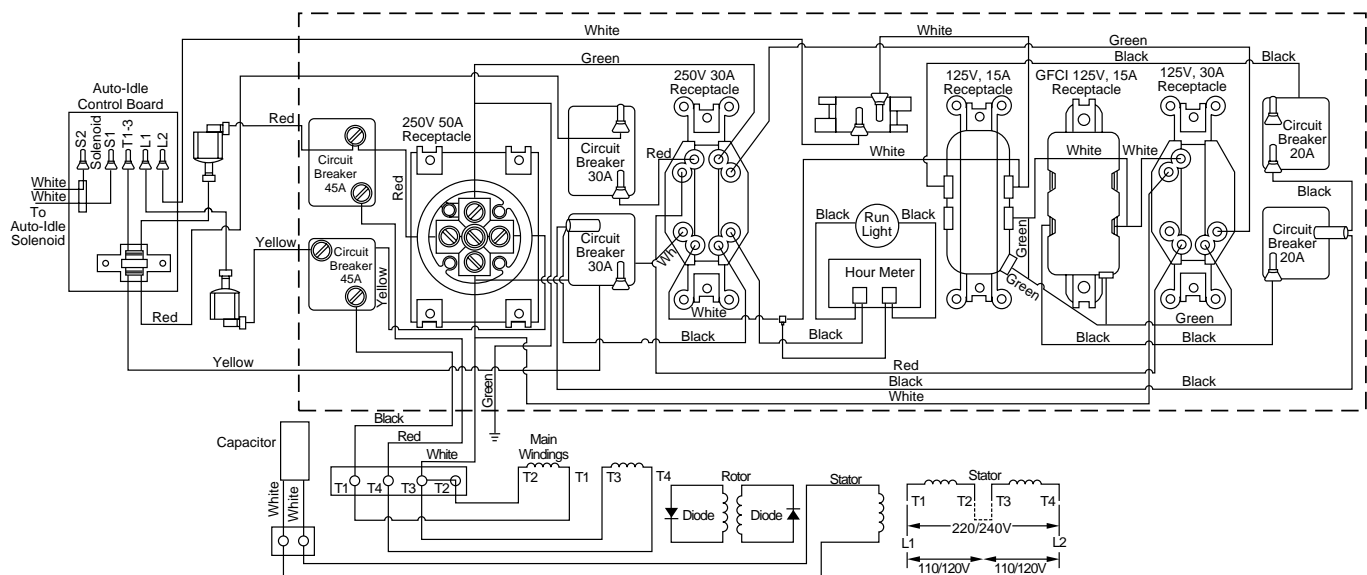 White
Green
Green
Black
Black
Auto-Idle
Control Board
S2
Solenoid
S1
T1-3
L1
L2
White
White
To
Auto-Idle
Solenoid
Red
Yellow
Red
Yellow
Circuit
Breaker
45A
Circuit
Breaker
45A
Red
Yellow
250V 50A
Receptacle
Circuit
Breaker
30A
Circuit
Breaker
30A
250V 30A
Receptacle
Red
White
White
White
White
125V, 15A
Receptacle
GFCI 125V, 15A
Receptacle
125V, 30A
Receptacle
White
White
White
Black
Run
Light
Black
Hour Meter
Green
Green
Green
Circuit
Breaker
20A
Black
Circuit
Breaker
20A
Black
Black
Black
Black
Red
Black
Black
White
Green
Black
Red
White
Capacitor
White
White
T1
T4
T3
T2
Main
Windings
T2
T1
T3
T4
Rotor
Diode
Diode
Stator
Stator
T1
T2
T3
T4
220/240V
L1
L2
110/120V
110/120V